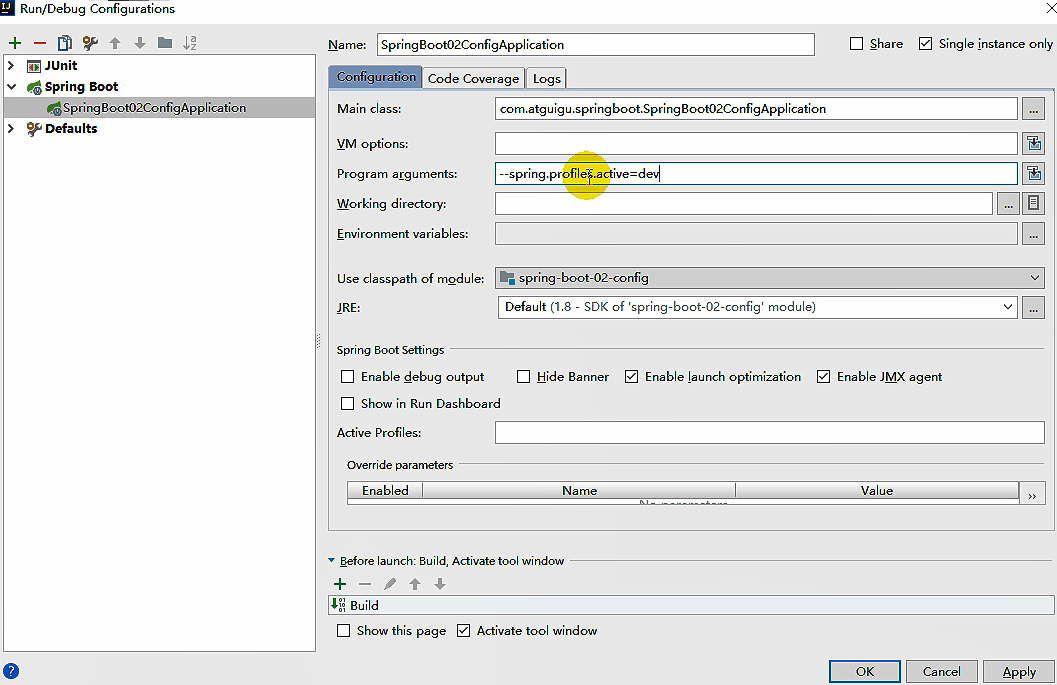 Run/Debug Configurations
Name: SpringBoot02ConfigApplication Share Single instance only
JUnit
Spring Boot
SpringBoot02ConfigApplication
Defaults
Configuration Code Coverage Logs
Main class: com.atguigu.springboot.SpringBoot02ConfigApplication ...
VM options:
Program arguments: --spring.profiles.active=dev
Working directory: ...
Environment variables: ...
Use classpath of module: spring-boot-02-config
JRE: Default (1.8 - SDK of 'spring-boot-02-config' module) ...
Spring Boot Settings
Enable debug output Hide Banner Enable launch optimization Enable JMX agent
Show in Run Dashboard
Active Profiles:
Override parameters
Enabled Name Value
No parameters
Before launch: Build, Activate tool window
Build
Show this page Activate tool window
OK Cancel Apply